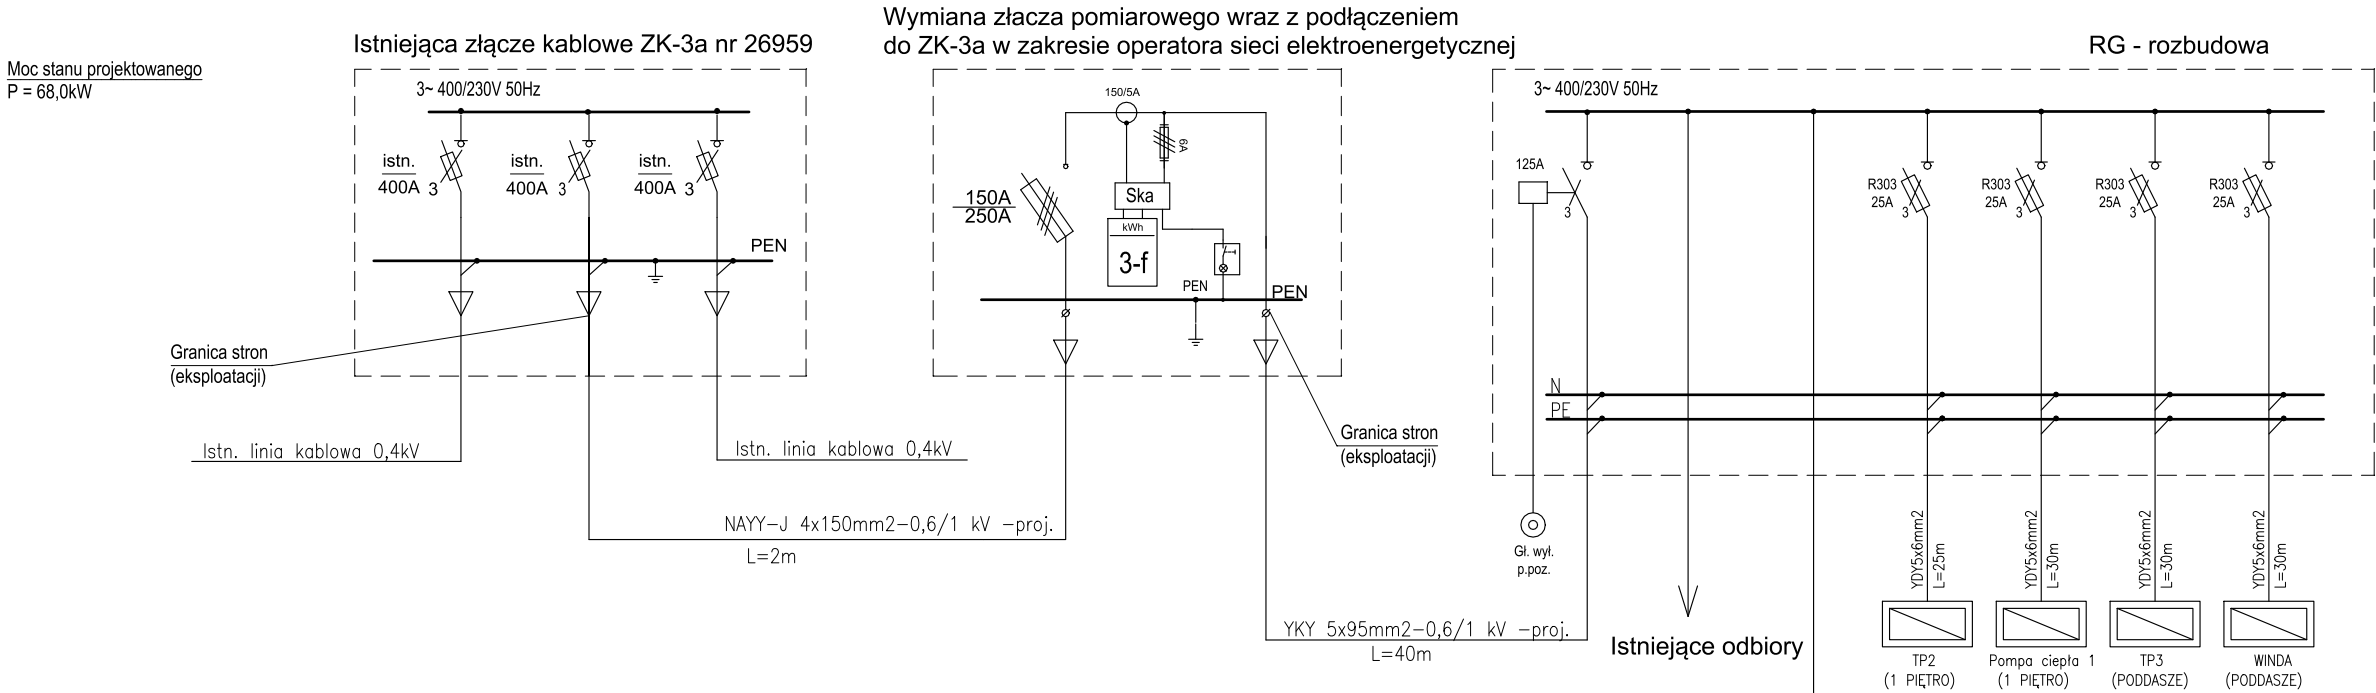 Moc stanu projektowanego
P = 68,0kW
Istniejąca złącze kablowe ZK-3a nr 26959
3~ 400/230V 50Hz
istn.
400A
3
istn.
400A
3
istn.
400A
3
PEN
Granica stron
(eksploatacji)
Istn. linia kablowa 0,4kV
Istn. linia kablowa 0,4kV
NAYY-J 4x150mm2-0,6/1 kV -proj.
L=2m
Wymiana złacza pomiarowego wraz z podłączeniem
do ZK-3a w zakresie operatora sieci elektroenergetycznej
150/5A
6A
150A
250A
Ska
kWh
3-f
PEN
PEN
Granica stron
(eksploatacji)
YKY 5x95mm2-0,6/1 kV -proj.
L=40m
RG - rozbudowa
3~ 400/230V 50Hz
125A
3
R303
25A
3
R303
25A
3
R303
25A
3
R303
25A
3
N
PE
Gł. wył.
p.poz.
Istniejące odbiory
YDY5x6mm2
L=25m
YDY5x6mm2
L=30m
YDY5x6mm2
L=30m
YDY5x6mm2
L=30m
TP2
(1 PIĘTRO)
Pompa ciepła 1
(1 PIĘTRO)
TP3
(PODDASZE)
WINDA
(PODDASZE)